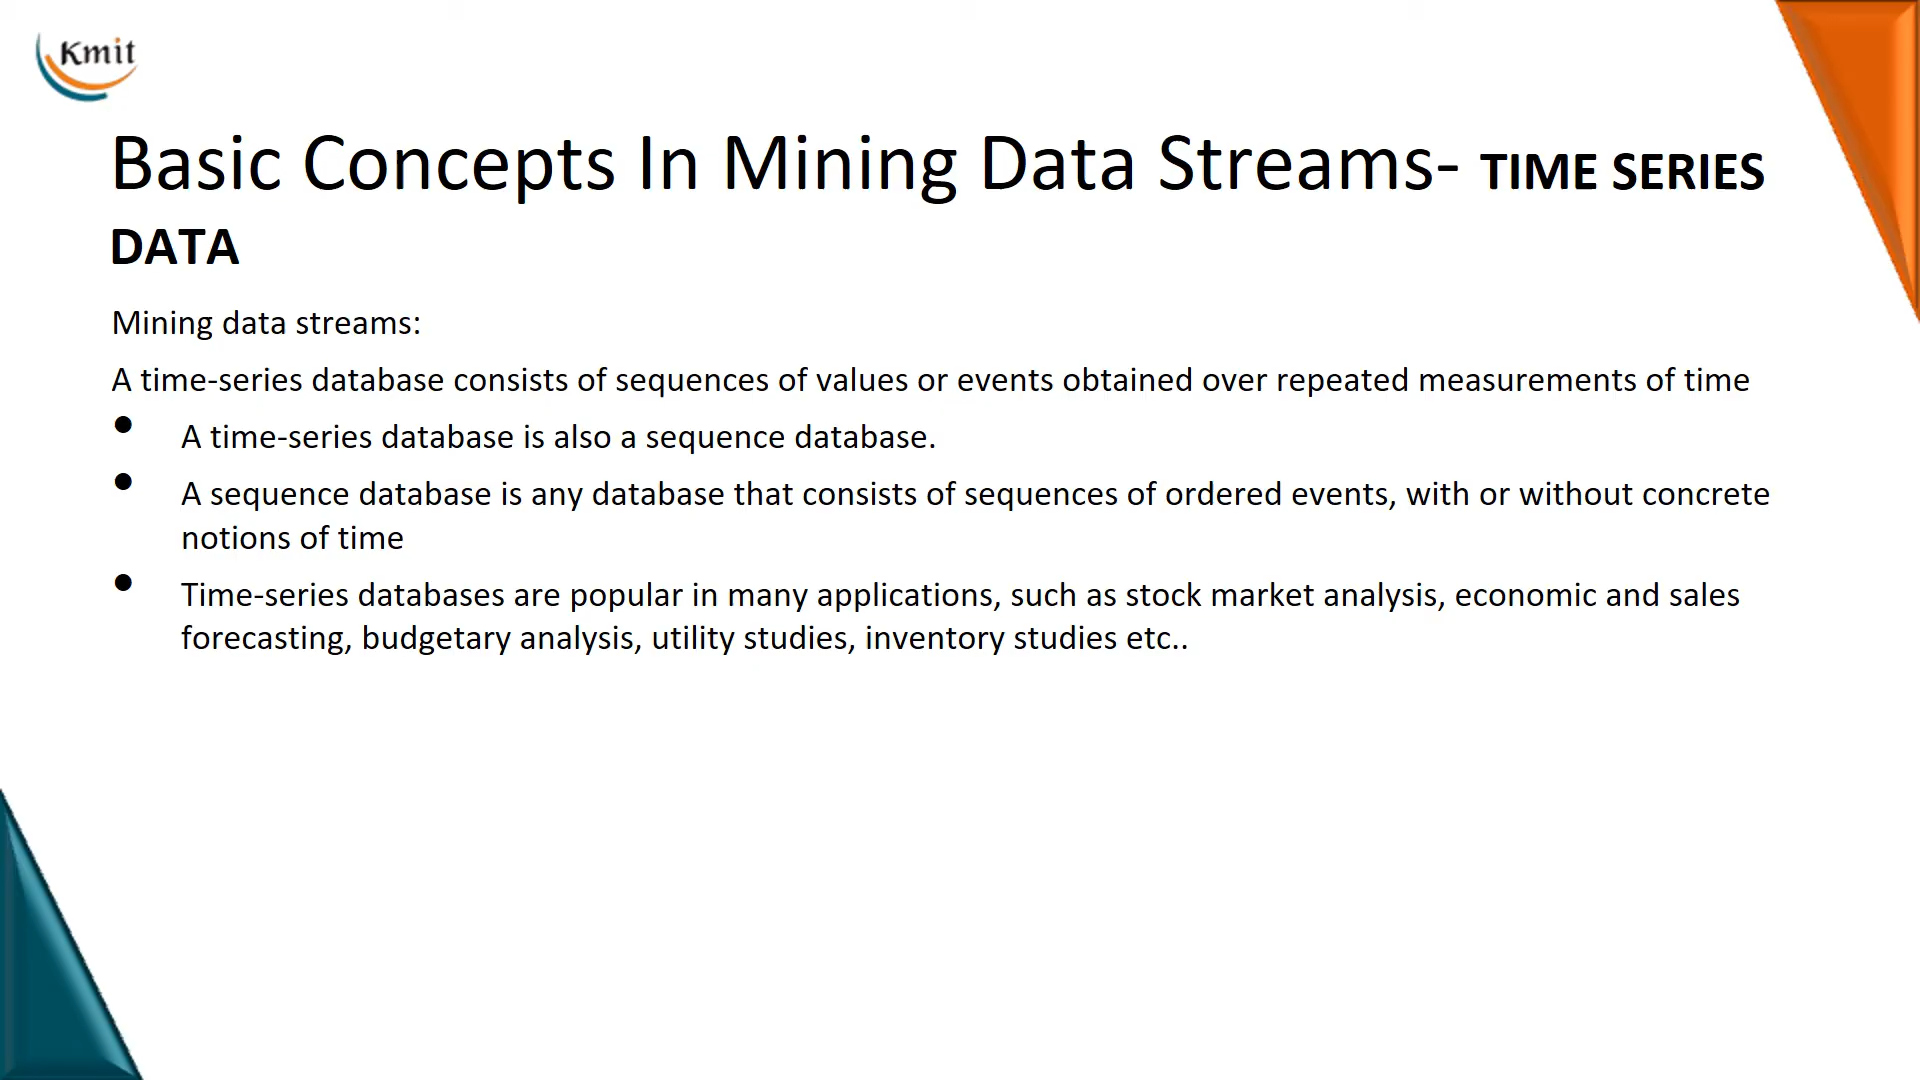 Kmit
Basic Concepts In Mining Data Streams- TIME SERIES
DATA
Mining data streams:
A time-series database consists of sequences of values or events obtained over repeated measurements of time
● A time-series database is also a sequence database.
● A sequence database is any database that consists of sequences of ordered events, with or without concrete
notions of time
● Time-series databases are popular in many applications, such as stock market analysis, economic and sales
forecasting, budgetary analysis, utility studies, inventory studies etc..